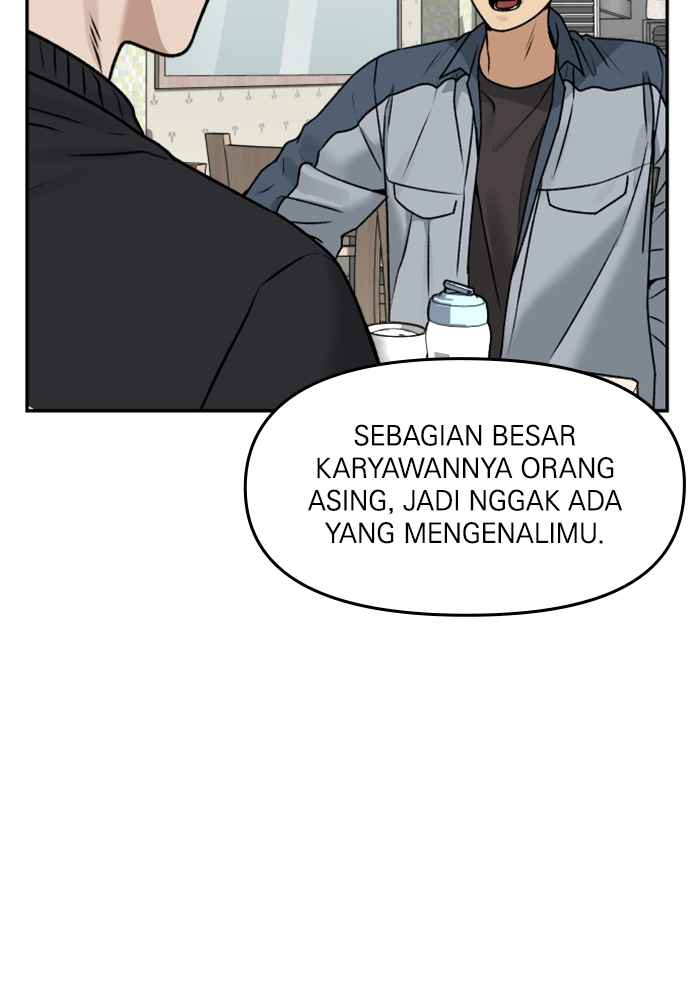 SEBAGIAN BESAR
KARYAWANNYA ORANG
ASING, JADI NGGAK ADA
YANG MENGENALIMU.